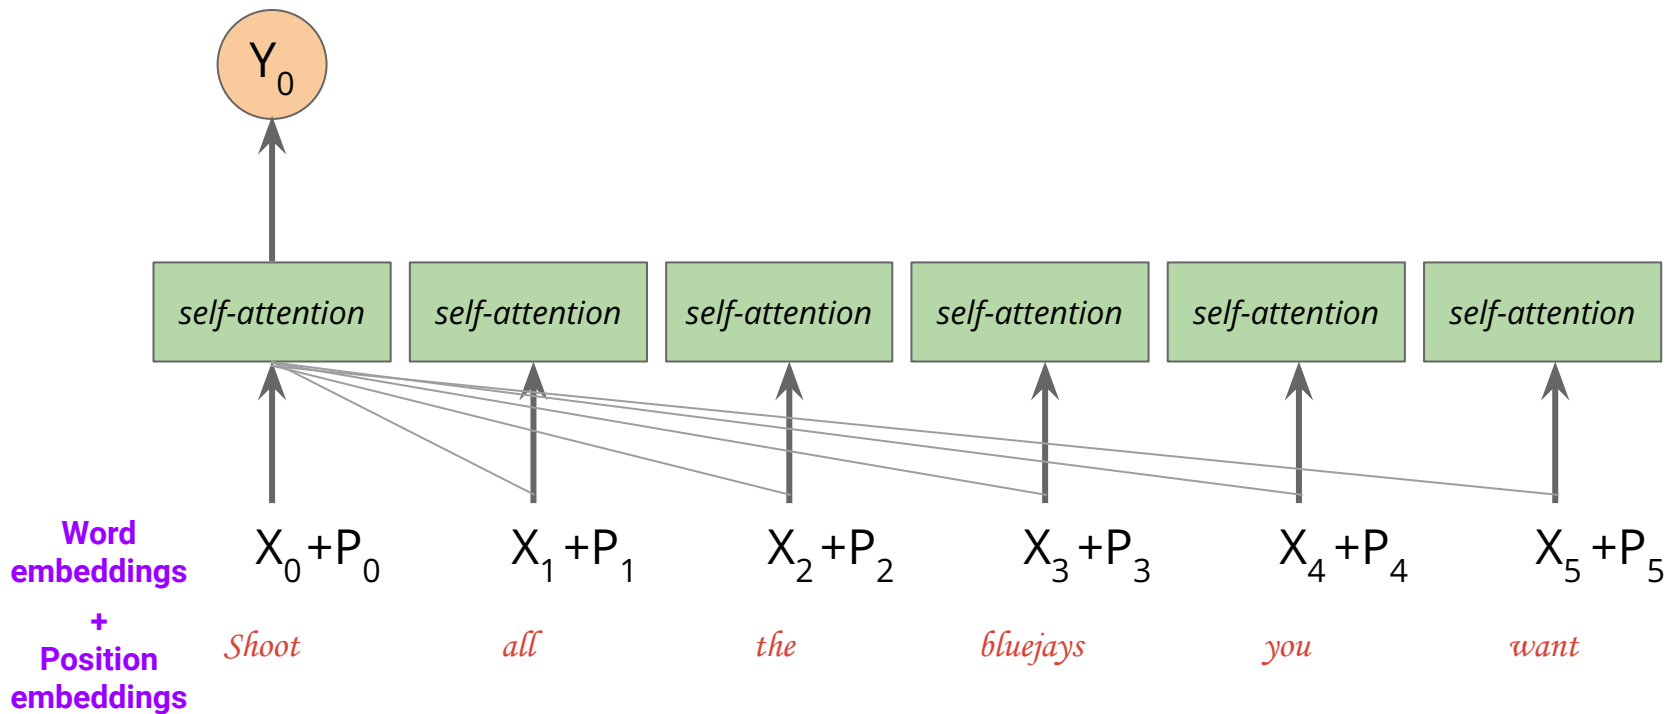 Y0
self-attention self-attention self-attention self-attention self-attention self-attention
Word
embeddings
+
Position
embeddings
X0+P0 X1+P1 X2+P2 X3+P3 X4+P4 X5+P5
Shoot all the bluejays you want